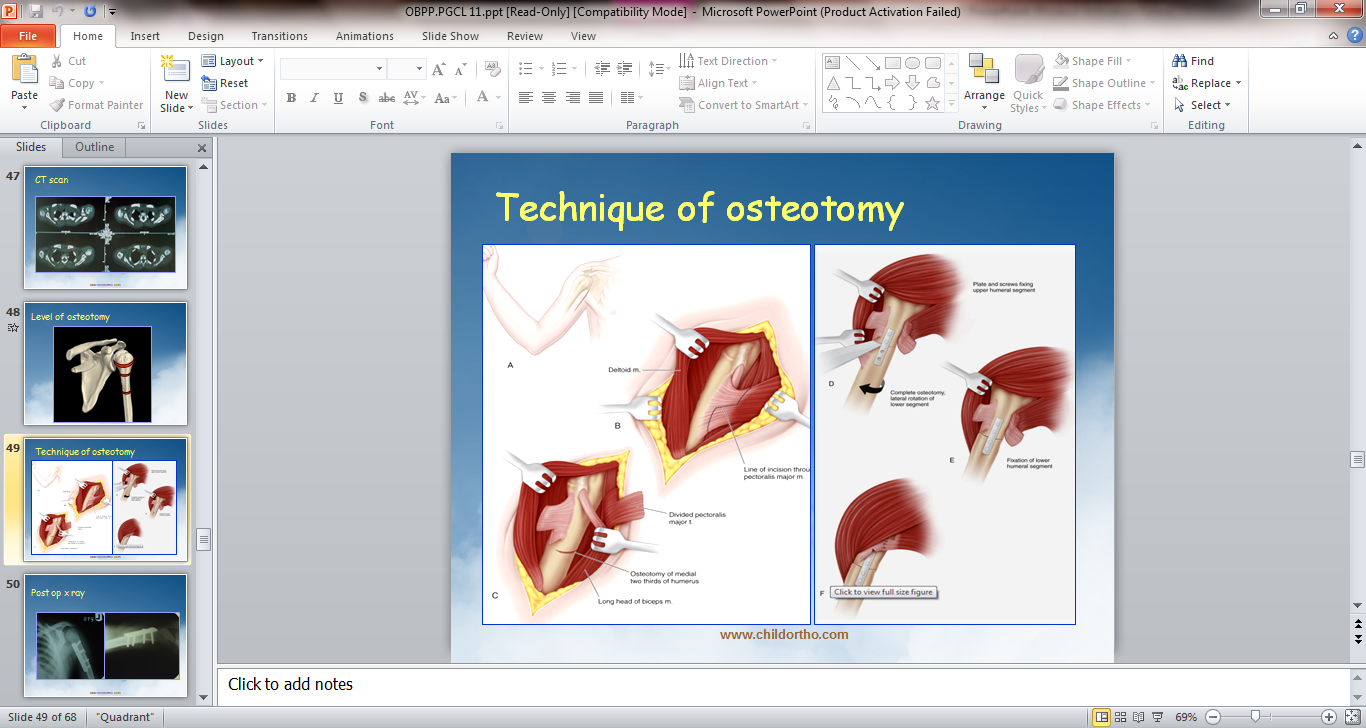 OBPP.PGCL 11.ppt [Read-Only] [Compatibility Mode] - Microsoft PowerPoint (Product Activation Failed)
File Home Insert Design Transitions Animations Slide Show Review View
Paste
Cut
Copy
Format Painter
Clipboard
New
Slide
Layout
Reset
Section
Slides
B I U S abc AV Aa A
Font
Text Direction
Align Text
Convert to SmartArt
Paragraph
Arrange
Quick
Styles
Shape Fill
Shape Outline
Shape Effects
Drawing
Find
Replace
Select
Editing
Slides Outline
47
CT scan
48
Level of osteotomy
49
Technique of osteotomy
50
Post op x ray
Technique of osteotomy
A
Deltoid m.
B
Line of incision throu
pectoralis major m.
Divided pectoralis
major t.
Osteotomy of medial
two thirds of humerus
Long head of biceps m.
C
Plate and screws fixing
upper humeral segment
D
Complete osteotomy,
lateral rotation of
lower segment
E
Fixation of lower
humeral segment
F
Click to view full size figure
www.childortho.com
Click to add notes
Slide 49 of 68 "Quadrant" 69%